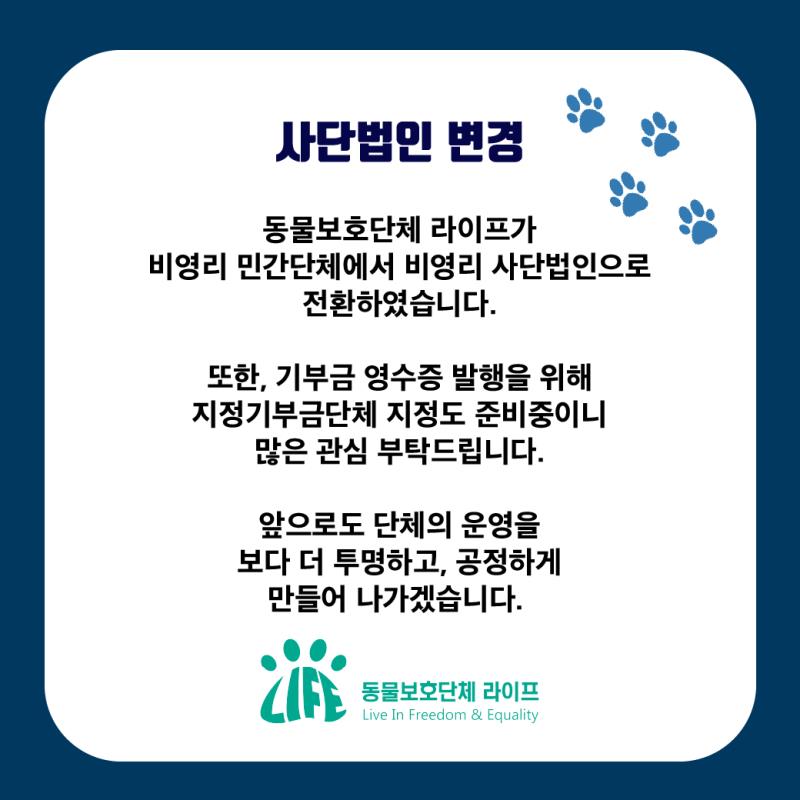 사단법인 변경
동물보호단체 라이프가
비영리 민간단체에서 비영리 사단법인으로
전환하였습니다.
또한, 기부금 영수증 발행을 위해
지정기부금단체 지정도 준비중이니
많은 관심 부탁드립니다.
앞으로도 단체의 운영을
보다 더 투명하고, 공정하게
만들어 나가겠습니다.
LIFE
동물보호단체 라이프
Live In Freedom & Equality